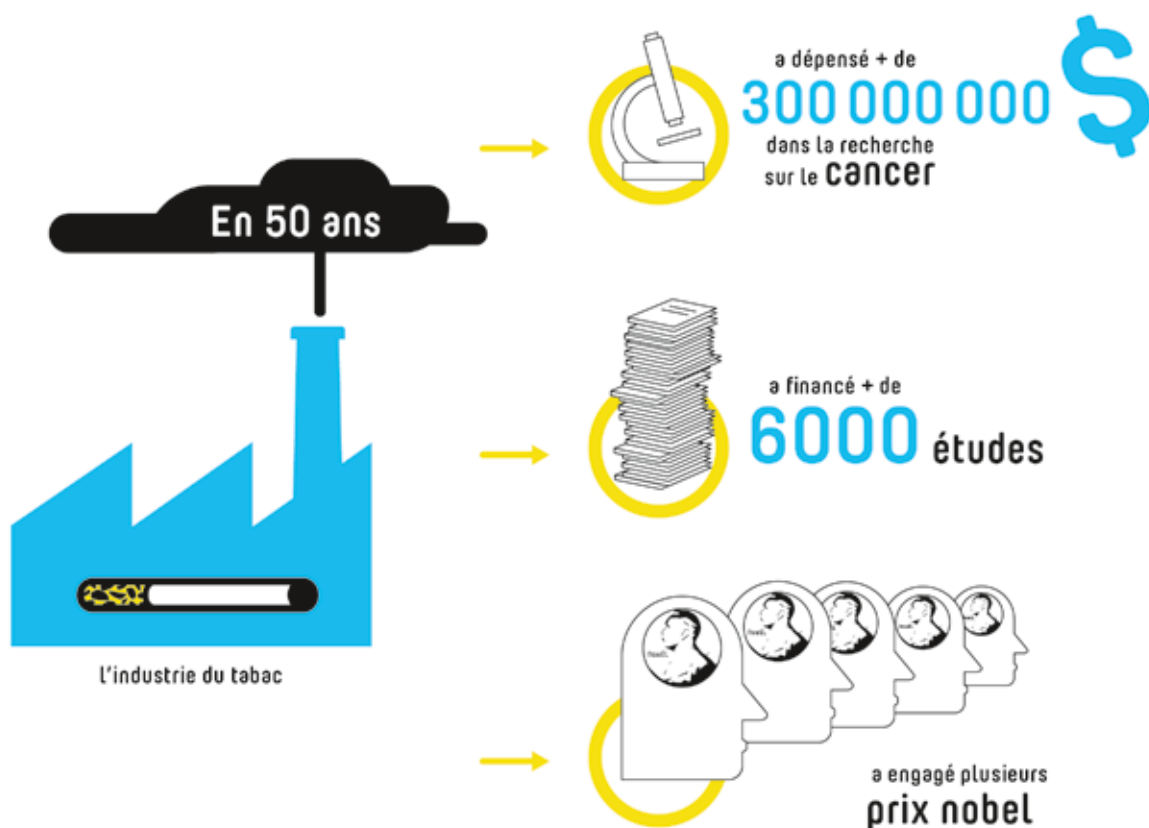 En 50 ans
l'industrie du tabac
a dépensé + de
300 000 000 $
dans la recherche
sur le cancer
a financé + de
6000 études
a engagé plusieurs
prix nobel